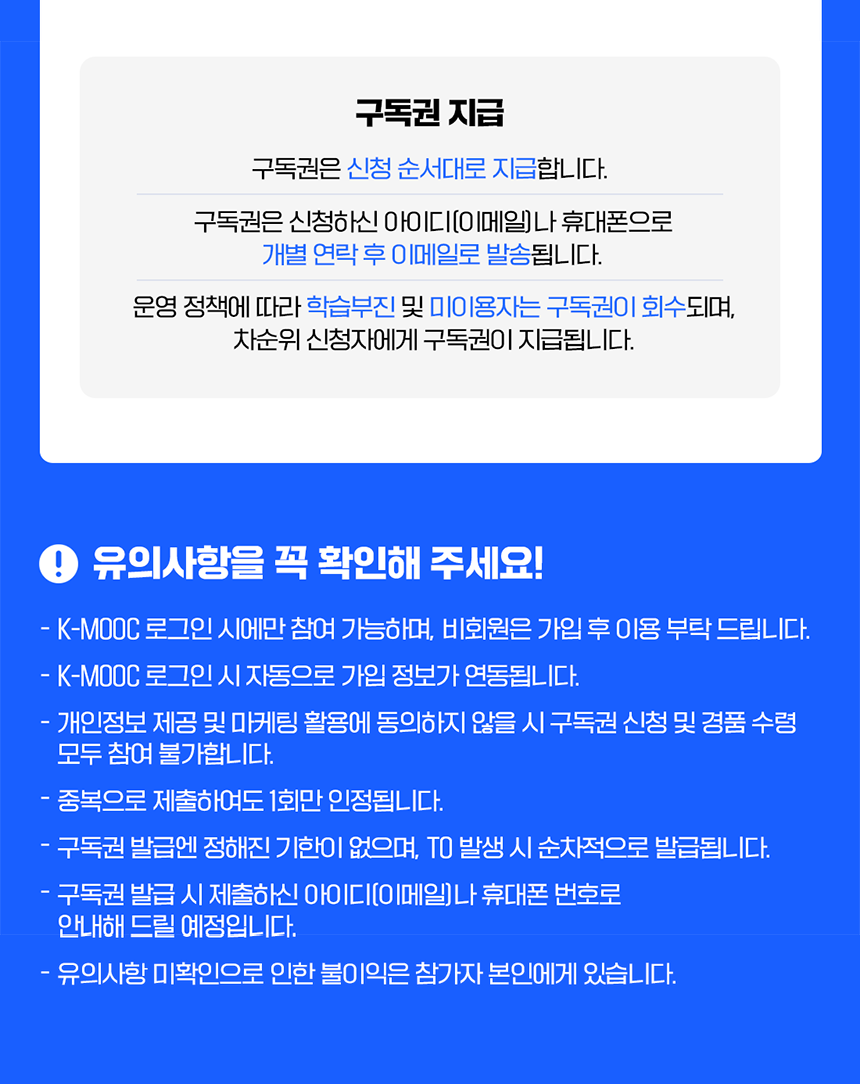 구독권 지급
구독권은 신청 순서대로 지급합니다.
구독권은 신청하신 아이디(이메일)나 휴대폰으로
개별 연락 후 이메일로 발송됩니다.
운영 정책에 따라 학습부진 및 미이용자는 구독권이 회수되며,
차순위 신청자에게 구독권이 지급됩니다.
유의사항을 꼭 확인해 주세요!
- K-MOOC 로그인 시에만 참여 가능하며, 비회원은 가입 후 이용 부탁 드립니다.
- K-MOOC 로그인 시 자동으로 가입 정보가 연동됩니다.
- 개인정보 제공 및 마케팅 활용에 동의하지 않을 시 구독권 신청 및 경품 수령
모두 참여 불가합니다.
- 중복으로 제출하여도 1회만 인정됩니다.
- 구독권 발급엔 정해진 기한이 없으며, TO 발생 시 순차적으로 발급됩니다.
- 구독권 발급 시 제출하신 아이디(이메일)나 휴대폰 번호로
안내해 드릴 예정입니다.
- 유의사항 미확인으로 인한 불이익은 참가자 본인에게 있습니다.